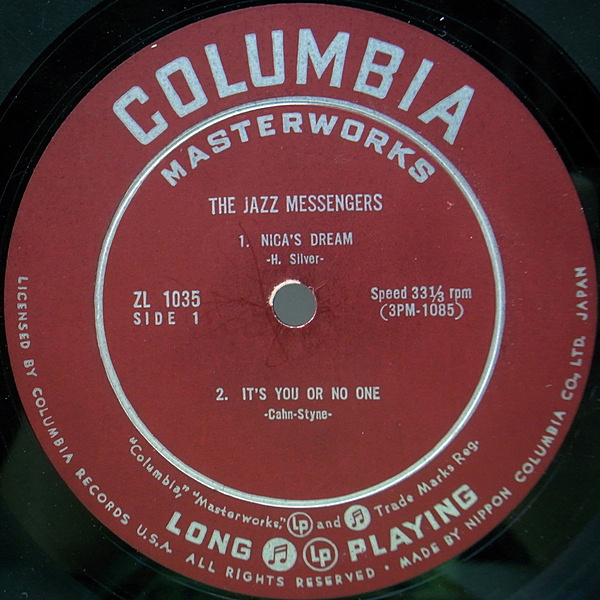 COLUMBIA
MASTERWORKS
THE JAZZ MESSENGERS
1. NICA'S DREAM
-H. Silver-
ZL 1035
SIDE 1
Speed 33⅓ rpm
(3PM-1085)
2. IT'S YOU OR NO ONE
-Cahn-Styne-
"Columbia," "Masterworks," LP and Trade Marks Reg.
LONG LP PLAYING
LICENSED BY COLUMBIA RECORDS U.S.A. ALL RIGHTS RESERVED • MADE BY NIPPON COLUMBIA CO., LTD. JAPAN